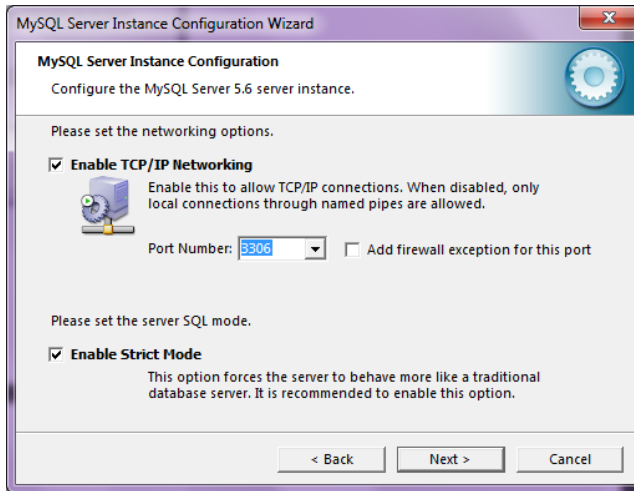 MySQL Server Instance Configuration Wizard
MySQL Server Instance Configuration
Configure the MySQL Server 5.6 server instance.
Please set the networking options.
Enable TCP/IP Networking
Enable this to allow TCP/IP connections. When disabled, only
local connections through named pipes are allowed.
Port Number: 3306 Add firewall exception for this port
Please set the server SQL mode.
Enable Strict Mode
This option forces the server to behave more like a traditional
database server. It is recommended to enable this option.
< Back Next > Cancel